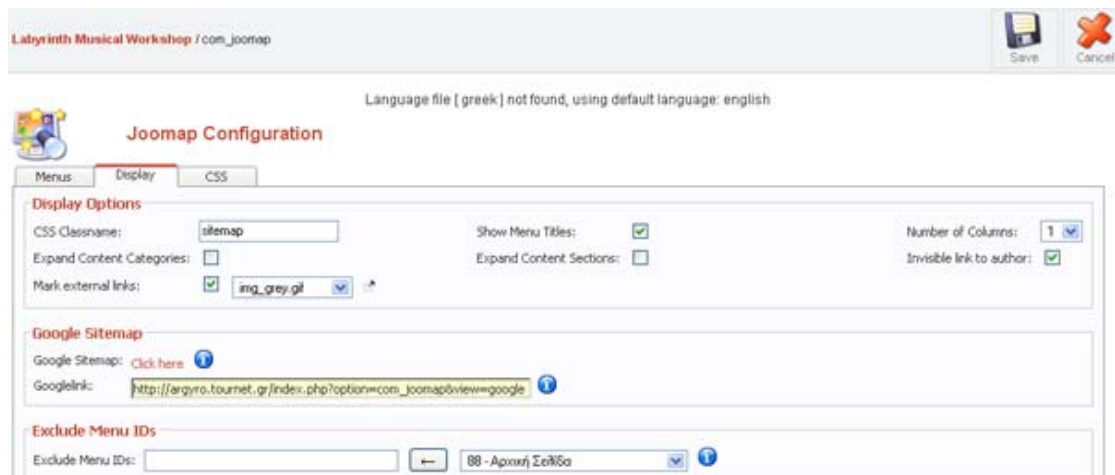 Labyrinth Musical Workshop / com_joomap
Save Cancel
Language file [ greek ] not found, using default language: english
Joomap Configuration
Menus Display CSS
Display Options
CSS Classname: sitemap Show Menu Titles: Number of Columns: 1
Expand Content Categories: Expand Content Sections: Invisible link to author:
Mark external links: img_grey.gif
Google Sitemap
Google Sitemap: Click here
Googlelink: http://argyro.tournet.gr/index.php?option=com_joomap&view=google
Exclude Menu IDs
Exclude Menu IDs: ← 88 - Αρχική Σελίδα